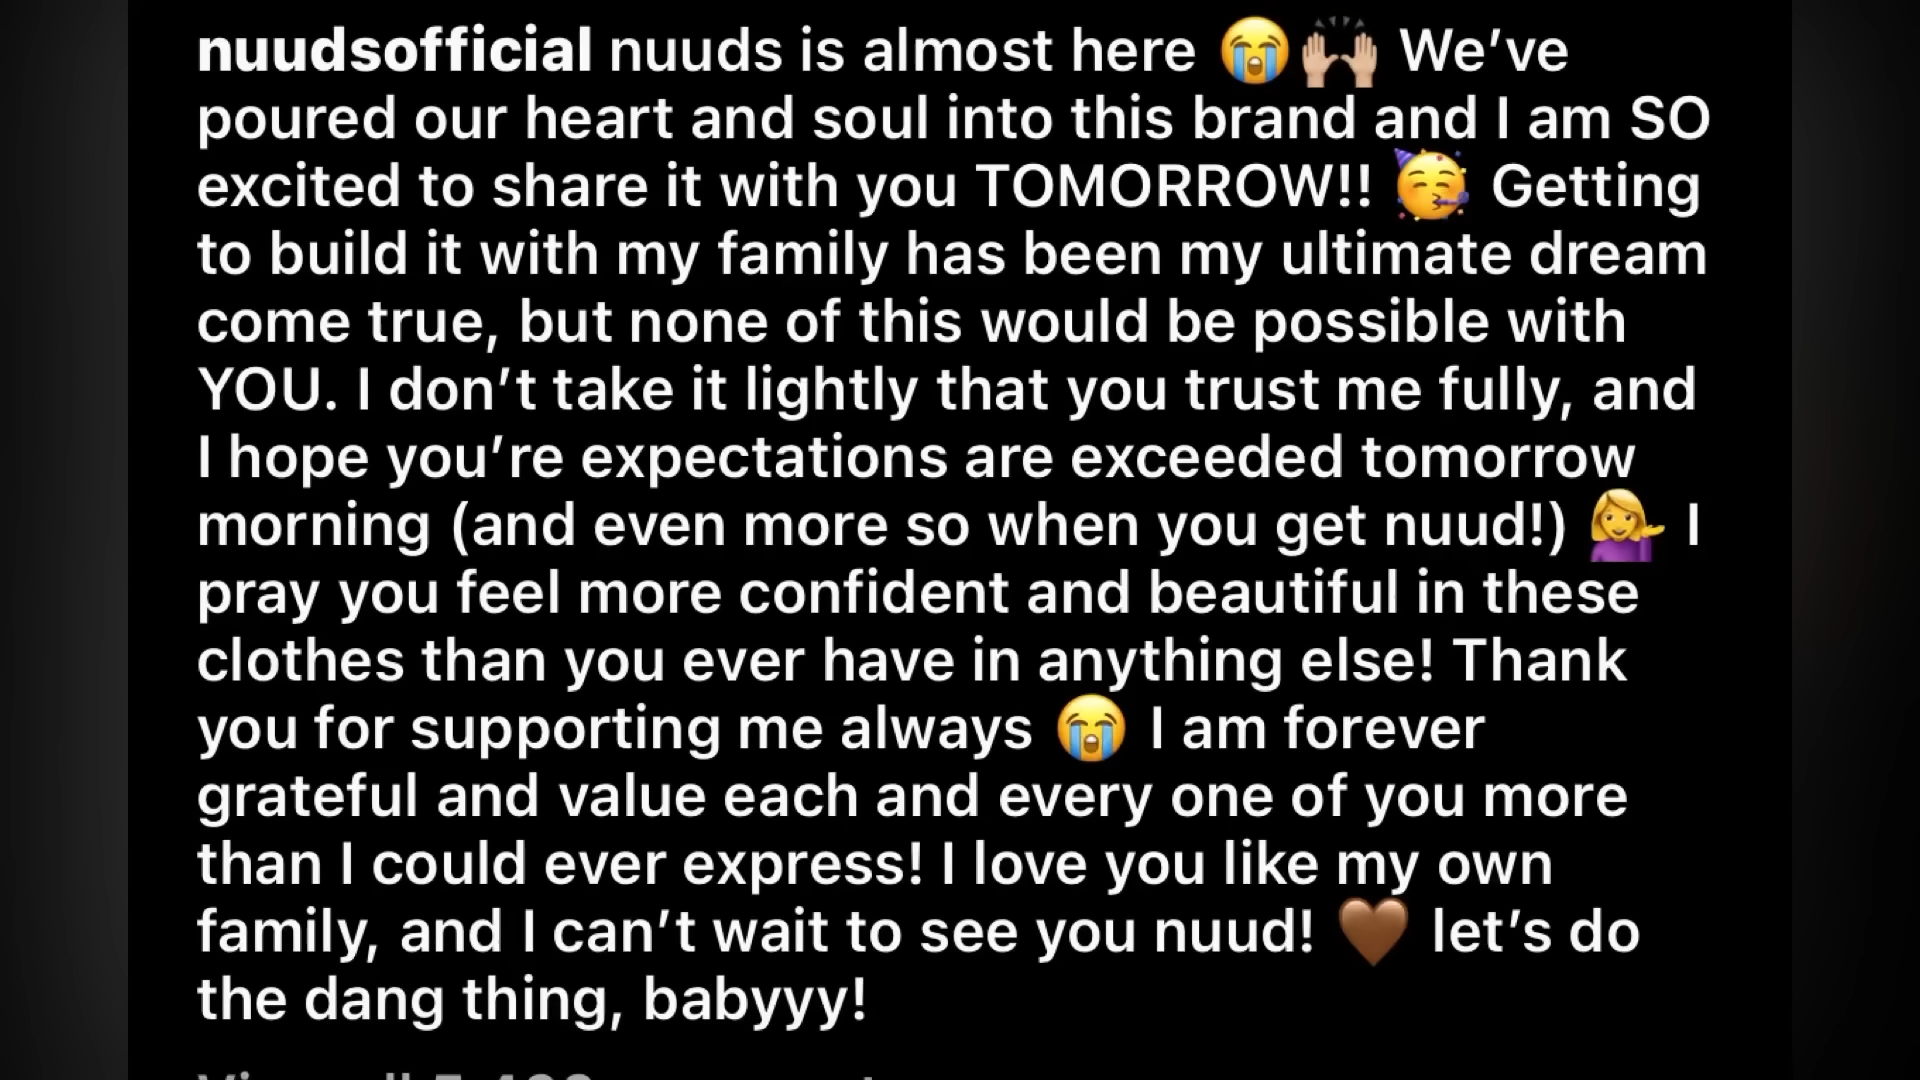 nuudsofficial nuuds is almost here 😭🙌🏼 We’ve
poured our heart and soul into this brand and I am SO
excited to share it with you TOMORROW!! 🥳 Getting
to build it with my family has been my ultimate dream
come true, but none of this would be possible with
YOU. I don’t take it lightly that you trust me fully, and
I hope you’re expectations are exceeded tomorrow
morning (and even more so when you get nuud!) 💁‍♀️ I
pray you feel more confident and beautiful in these
clothes than you ever have in anything else! Thank
you for supporting me always 😭 I am forever
grateful and value each and every one of you more
than I could ever express! I love you like my own
family, and I can’t wait to see you nuud! 🤎 let’s do
the dang thing, babyyy!